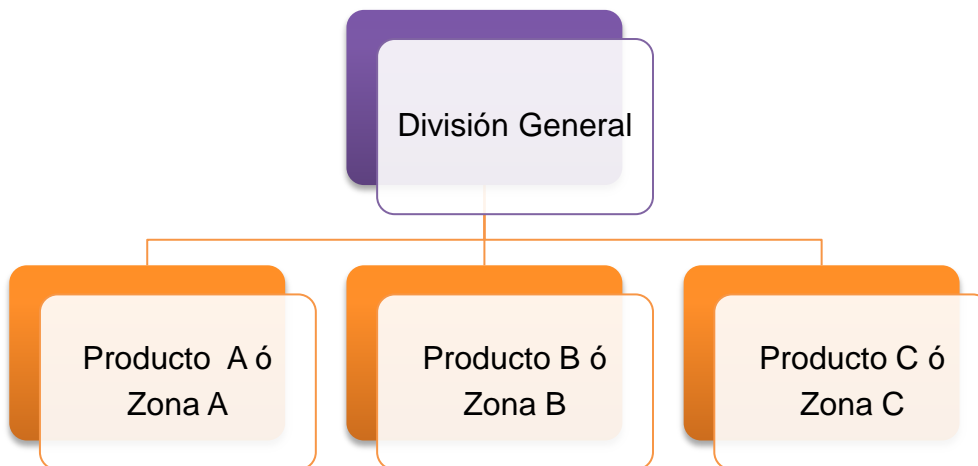 División General
Producto A ó
Zona A
Producto B ó
Zona B
Producto C ó
Zona C